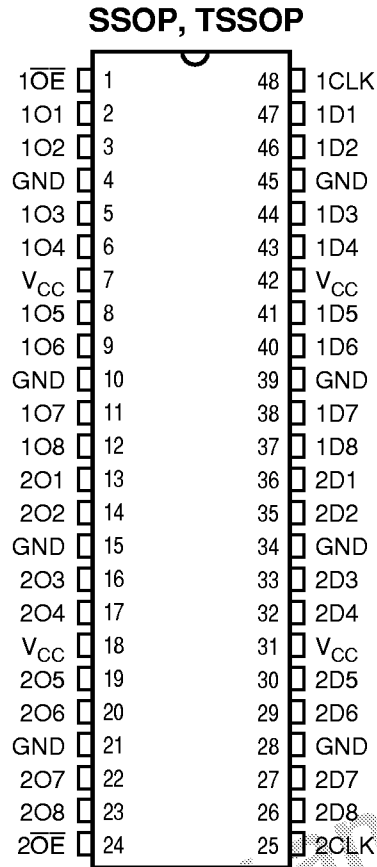 SSOP, TSSOP
1O̅E̅ 1 48 1CLK
1O1 2 47 1D1
1O2 3 46 1D2
GND 4 45 GND
1O3 5 44 1D3
1O4 6 43 1D4
VCC 7 42 VCC
1O5 8 41 1D5
1O6 9 40 1D6
GND 10 39 GND
1O7 11 38 1D7
1O8 12 37 1D8
2O1 13 36 2D1
2O2 14 35 2D2
GND 15 34 GND
2O3 16 33 2D3
2O4 17 32 2D4
VCC 18 31 VCC
2O5 19 30 2D5
2O6 20 29 2D6
GND 21 28 GND
2O7 22 27 2D7
2O8 23 26 2D8
2O̅E̅ 24 25 2CLK